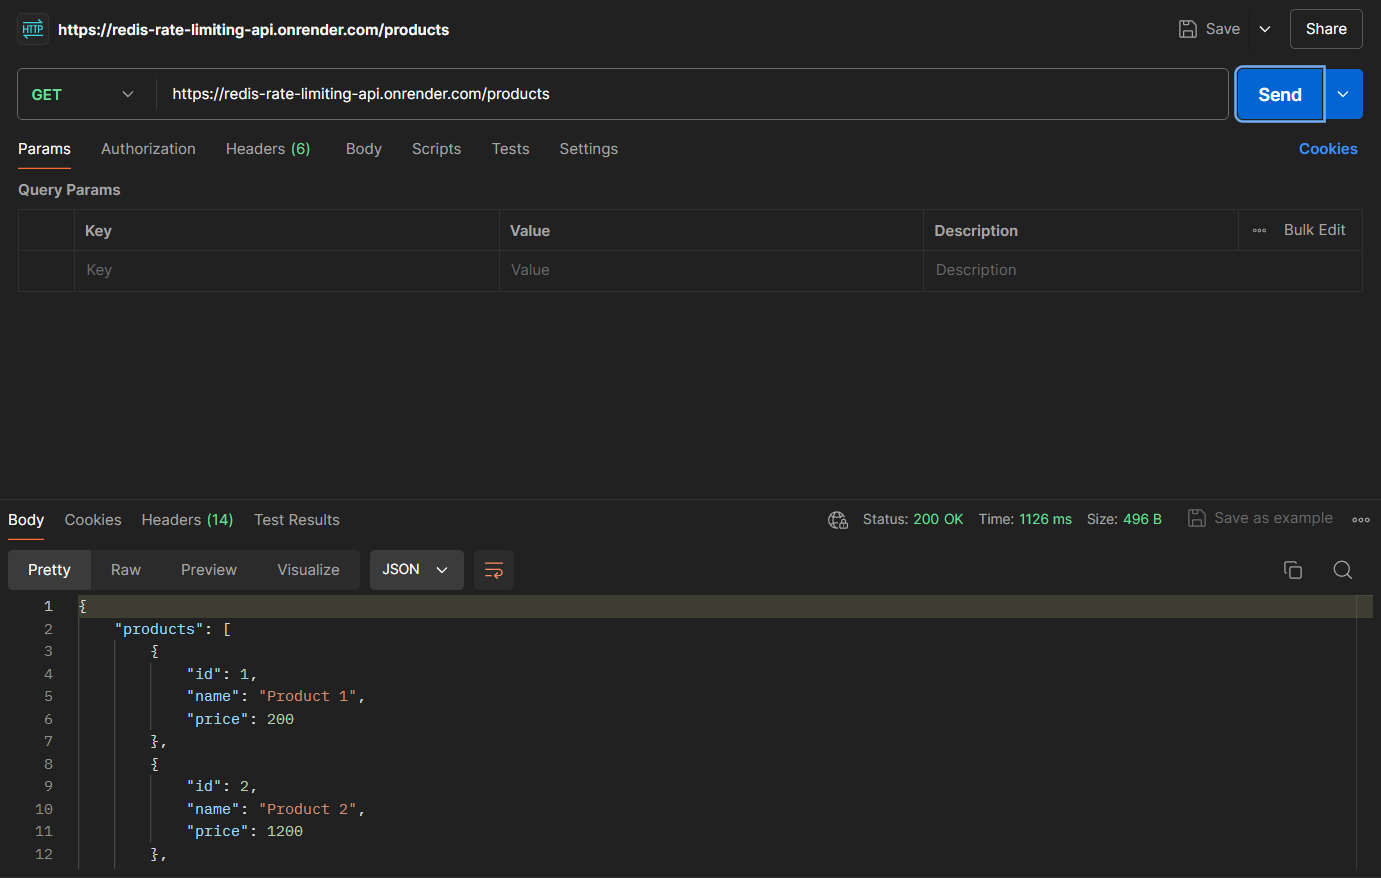 HTTP https://redis-rate-limiting-api.onrender.com/products Save Share
GET https://redis-rate-limiting-api.onrender.com/products Send
Params Authorization Headers (6) Body Scripts Tests Settings Cookies
Query Params
Key Value Description Bulk Edit
Key Value Description
Body Cookies Headers (14) Test Results Status: 200 OK Time: 1126 ms Size: 496 B Save as example
Pretty Raw Preview Visualize JSON
1 {
2 "products": [
3 {
4 "id": 1,
5 "name": "Product 1",
6 "price": 200
7 },
8 {
9 "id": 2,
10 "name": "Product 2",
11 "price": 1200
12 },